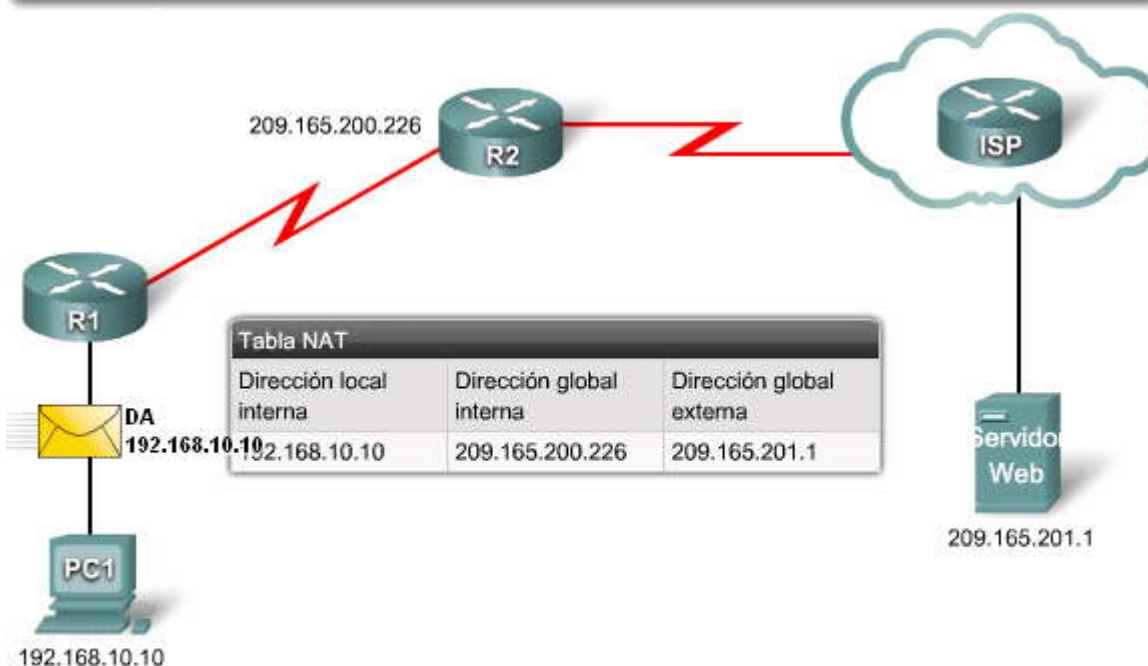 209.165.200.226
R2
ISP
R1
Tabla NAT
Dirección local interna
Dirección global interna
Dirección global externa
192.168.10.10
209.165.200.226
209.165.201.1
DA
192.168.10.10
Servidor
Web
209.165.201.1
PC1
192.168.10.10